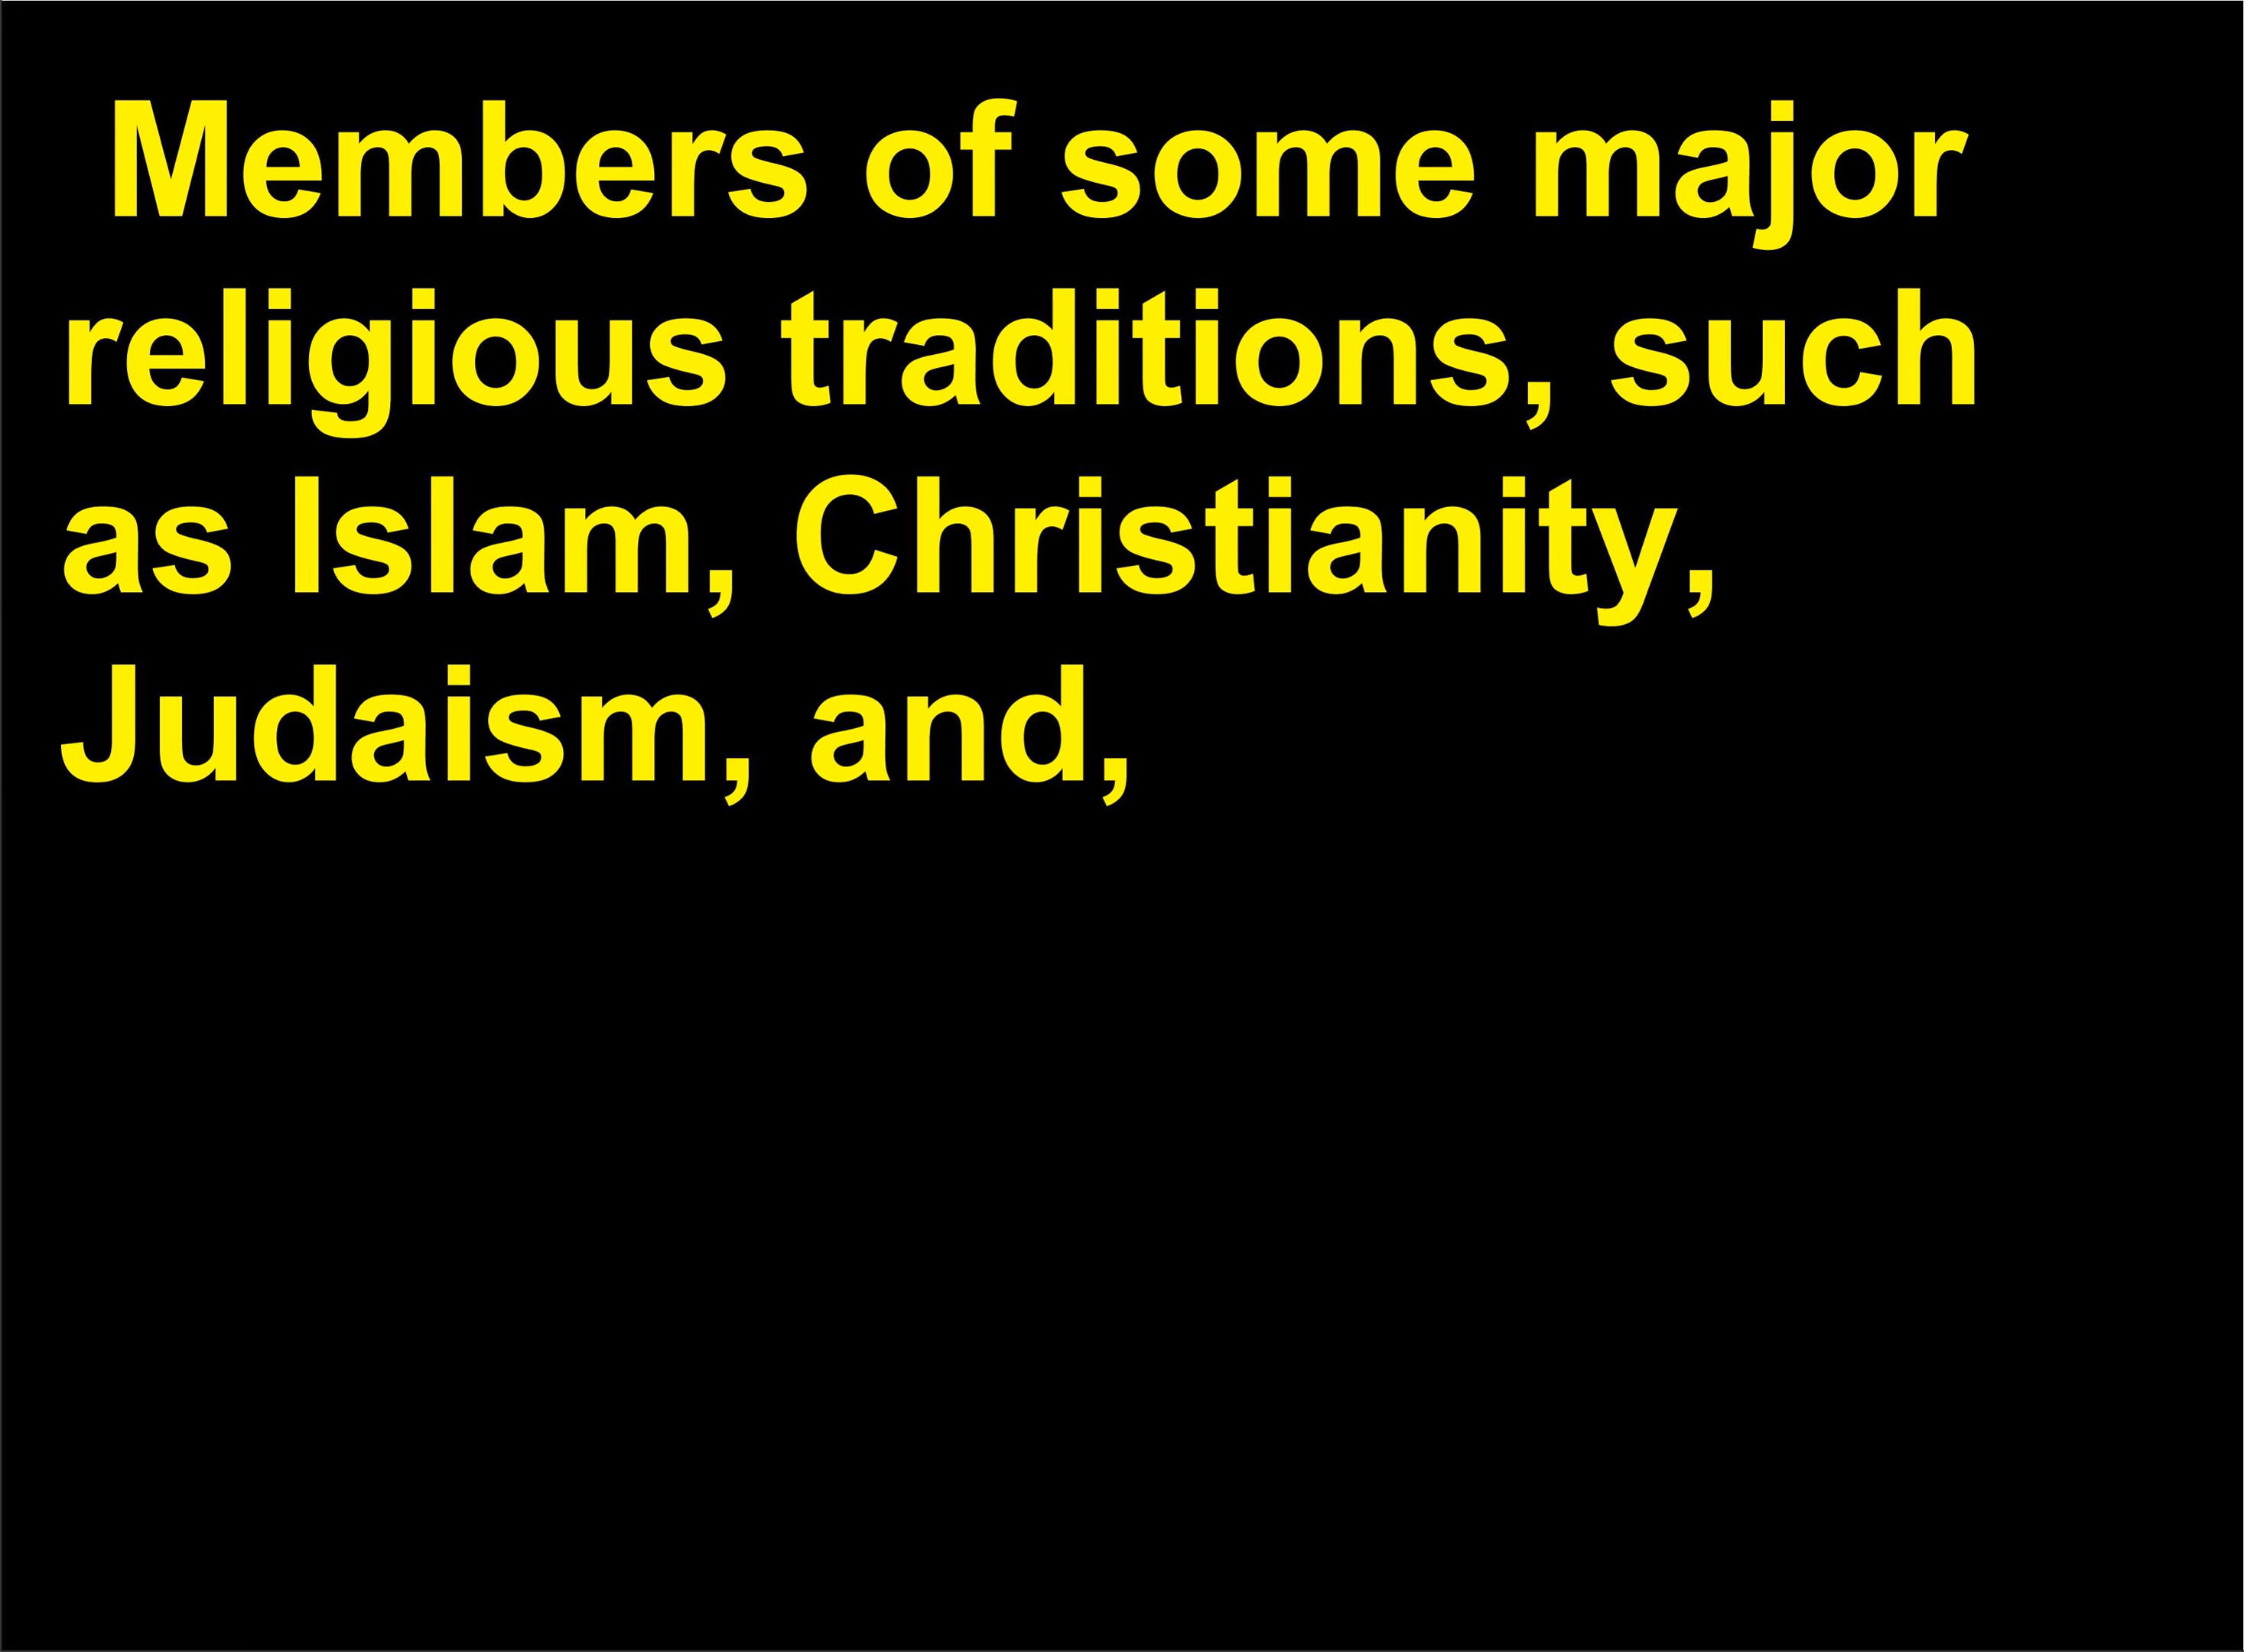 Members of some major
religious traditions, such
as Islam, Christianity,
Judaism, and,